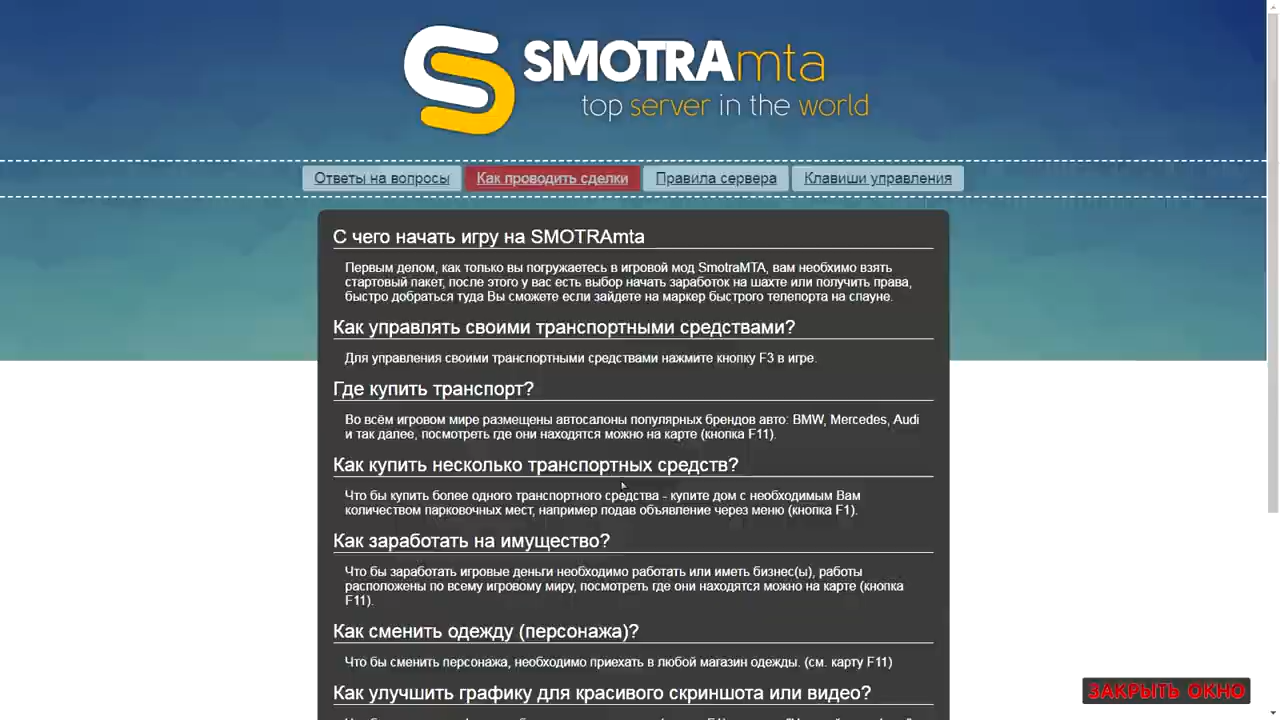 SMOTRAmta
top server in the world
Ответы на вопросы Как проводить сделки Правила сервера Клавиши управления
С чего начать игру на SMOTRAmta
Первым делом, как только вы погружаетесь в игровой мод SmotraMTA, вам необхимо взять
стартовый пакет, после этого у вас есть выбор начать заработок на шахте или получить права,
быстро добраться туда Вы сможете если зайдете на маркер быстрого телепорта на спауне.
Как управлять своими транспортными средствами?
Для управления своими транспортными средствами нажмите кнопку F3 в игре.
Где купить транспорт?
Во всём игровом мире размещены автосалоны популярных брендов авто: BMW, Mercedes, Audi
и так далее, посмотреть где они находятся можно на карте (кнопка F11).
Как купить несколько транспортных средств?
Что бы купить более одного транспортного средства - купите дом с необходимым Вам
количеством парковочных мест, например подав объявление через меню (кнопка F1).
Как заработать на имущество?
Что бы заработать игровые деньги необходимо работать или иметь бизнес(ы), работы
расположены по всему игровому миру, посмотреть где они находятся можно на карте (кнопка
F11).
Как сменить одежду (персонажа)?
Что бы сменить персонажа, необходимо приехать в любой магазин одежды. (см. карту F11)
Как улучшить графику для красивого скриншота или видео?
ЗАКРЫТЬ ОКНО